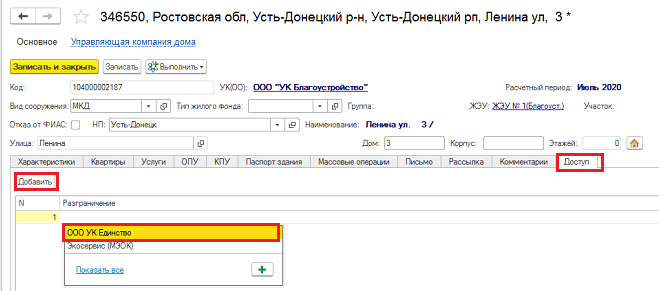 346550, Ростовская обл, Усть-Донецкий р-н, Усть-Донецкий рп, Ленина ул, 3 *
Основное Управляющая компания дома
Записать и закрыть Записать Выполнить
Код: 104000002187 УК(ОО): ООО "УК Благоустройство" Расчетный период: Июль 2020
Вид сооружения: МКД Тип жилого фонда: Группа: ЖЭУ: ЖЭУ № 1(Благоуст.) Участок:
Отказ от ФИАС: НП: Усть-Донецк Наименование: Ленина ул. 3 /
Улица: Ленина Дом: 3 Корпус: Этажей: 0
Характеристики Квартиры Услуги ОПУ КПУ Паспорт здания Массовые операции Письмо Рассылка Комментарии Доступ
Добавить
N Разграничение
1
ООО УК Единство
Экосервис (МЭОК)
Показать все